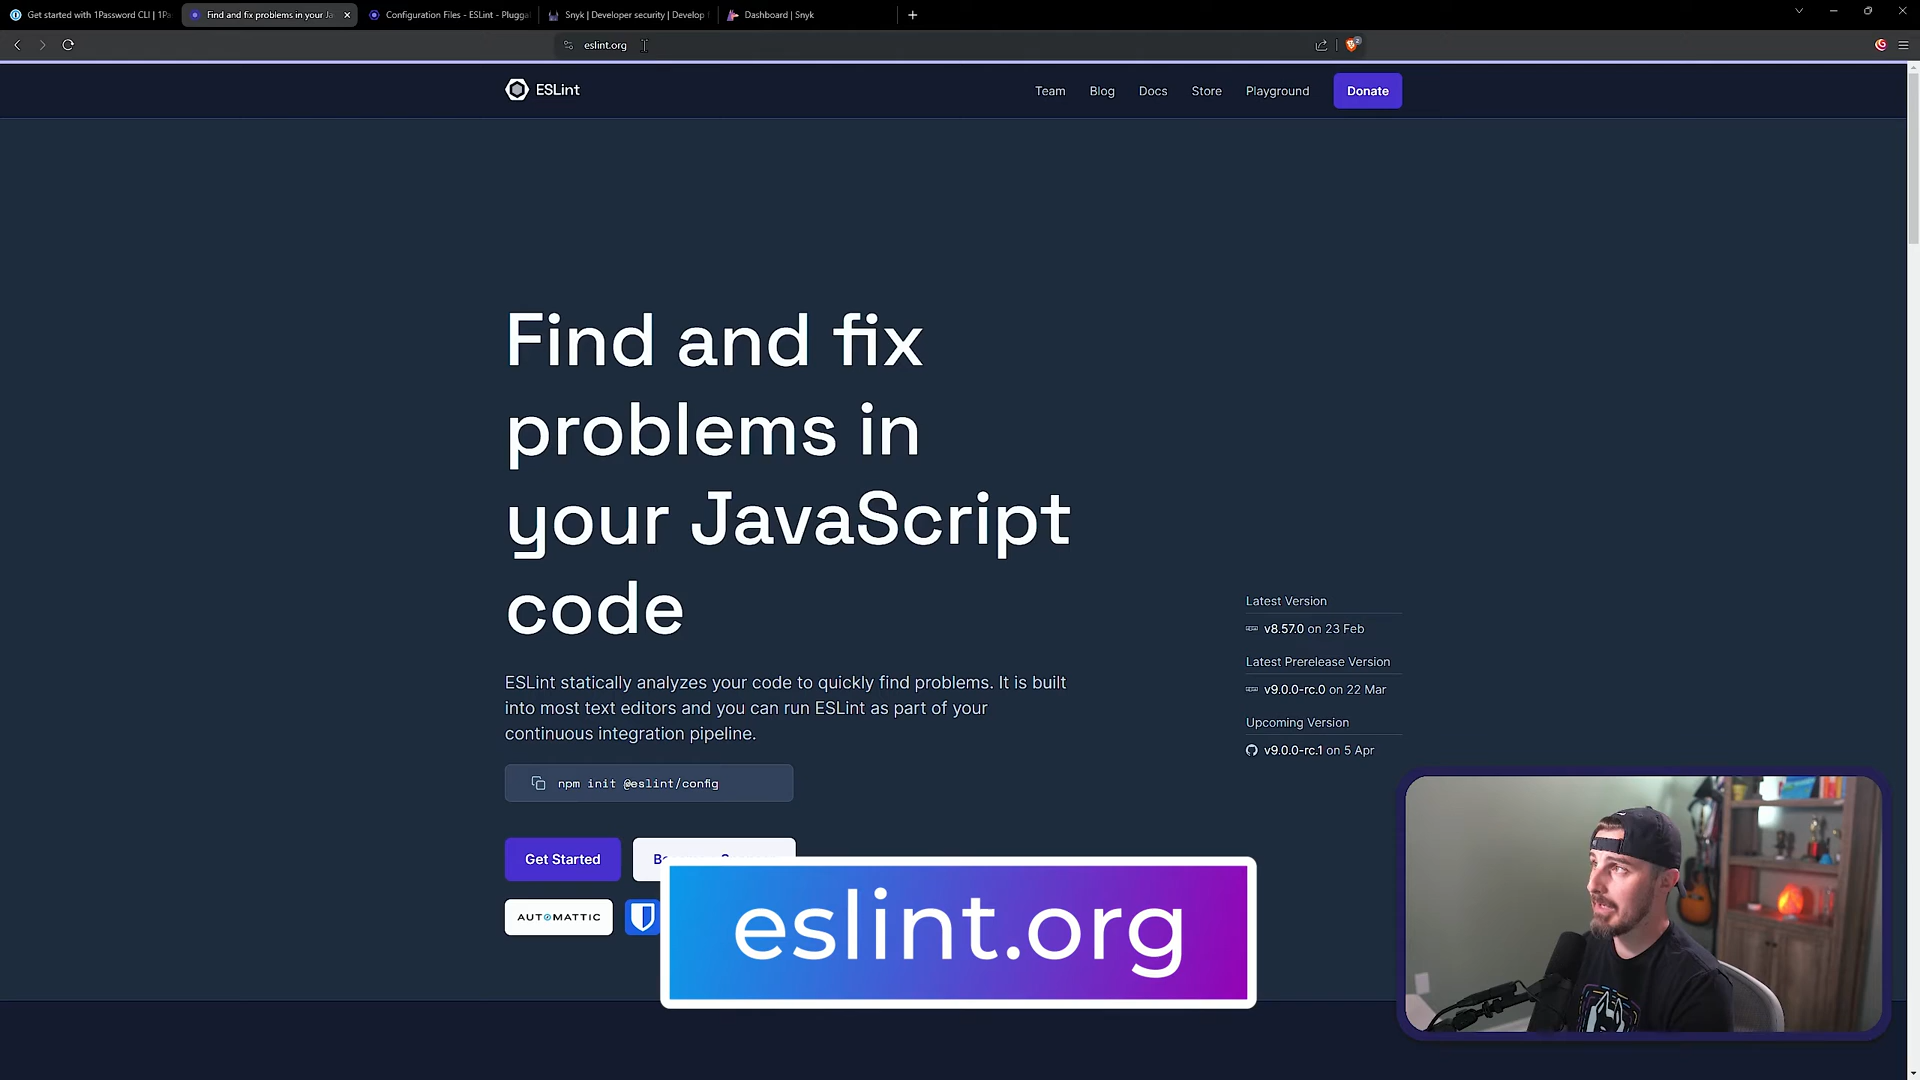 Get started with 1Password CLI | 1Pa
Find and fix problems in your Ja
Configuration Files - ESLint - Plugga
Snyk | Developer security | Develop
Dashboard | Snyk
eslint.org
2
ESLint
Team
Blog
Docs
Store
Playground
Donate
Find and fix
problems in
your JavaScript
code
Latest Version
v8.57.0 on 23 Feb
Latest Prerelease Version
v9.0.0-rc.0 on 22 Mar
Upcoming Version
v9.0.0-rc.1 on 5 Apr
ESLint statically analyzes your code to quickly find problems. It is built
into most text editors and you can run ESLint as part of your
continuous integration pipeline.
npm init @eslint/config
Get Started
AUTOMATTIC
eslint.org